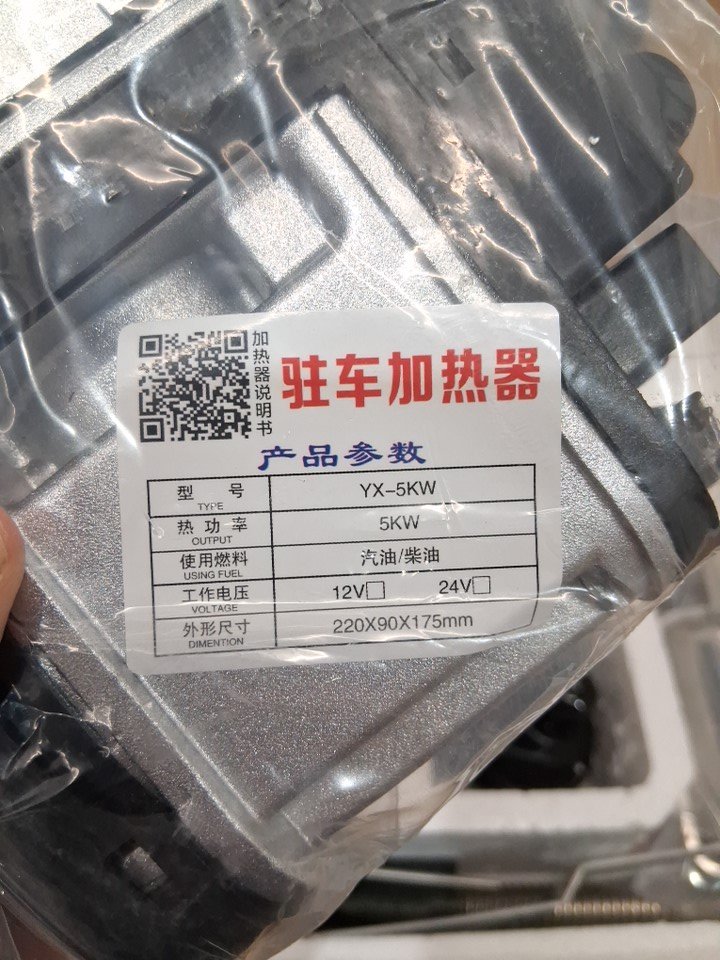 加热器说明书
驻车加热器
产品参数
型 号 YX-5KW
TYPE
热功率 5KW
OUTPUT
使用燃料 汽油/柴油
USING FUEL
工作电压 12V□ 24V□
VOLTAGE
外形尺寸 220X90X175mm
DIMENTION